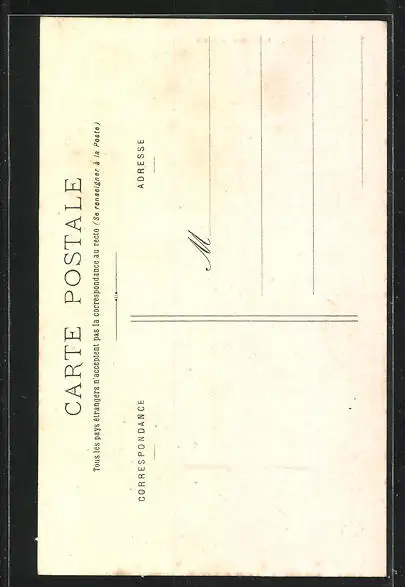 CARTE POSTALE
Tous les pays étrangers n'acceptent pas la correspondance au recto (Se renseigner à la Poste)
CORRESPONDANCE
ADRESSE
M